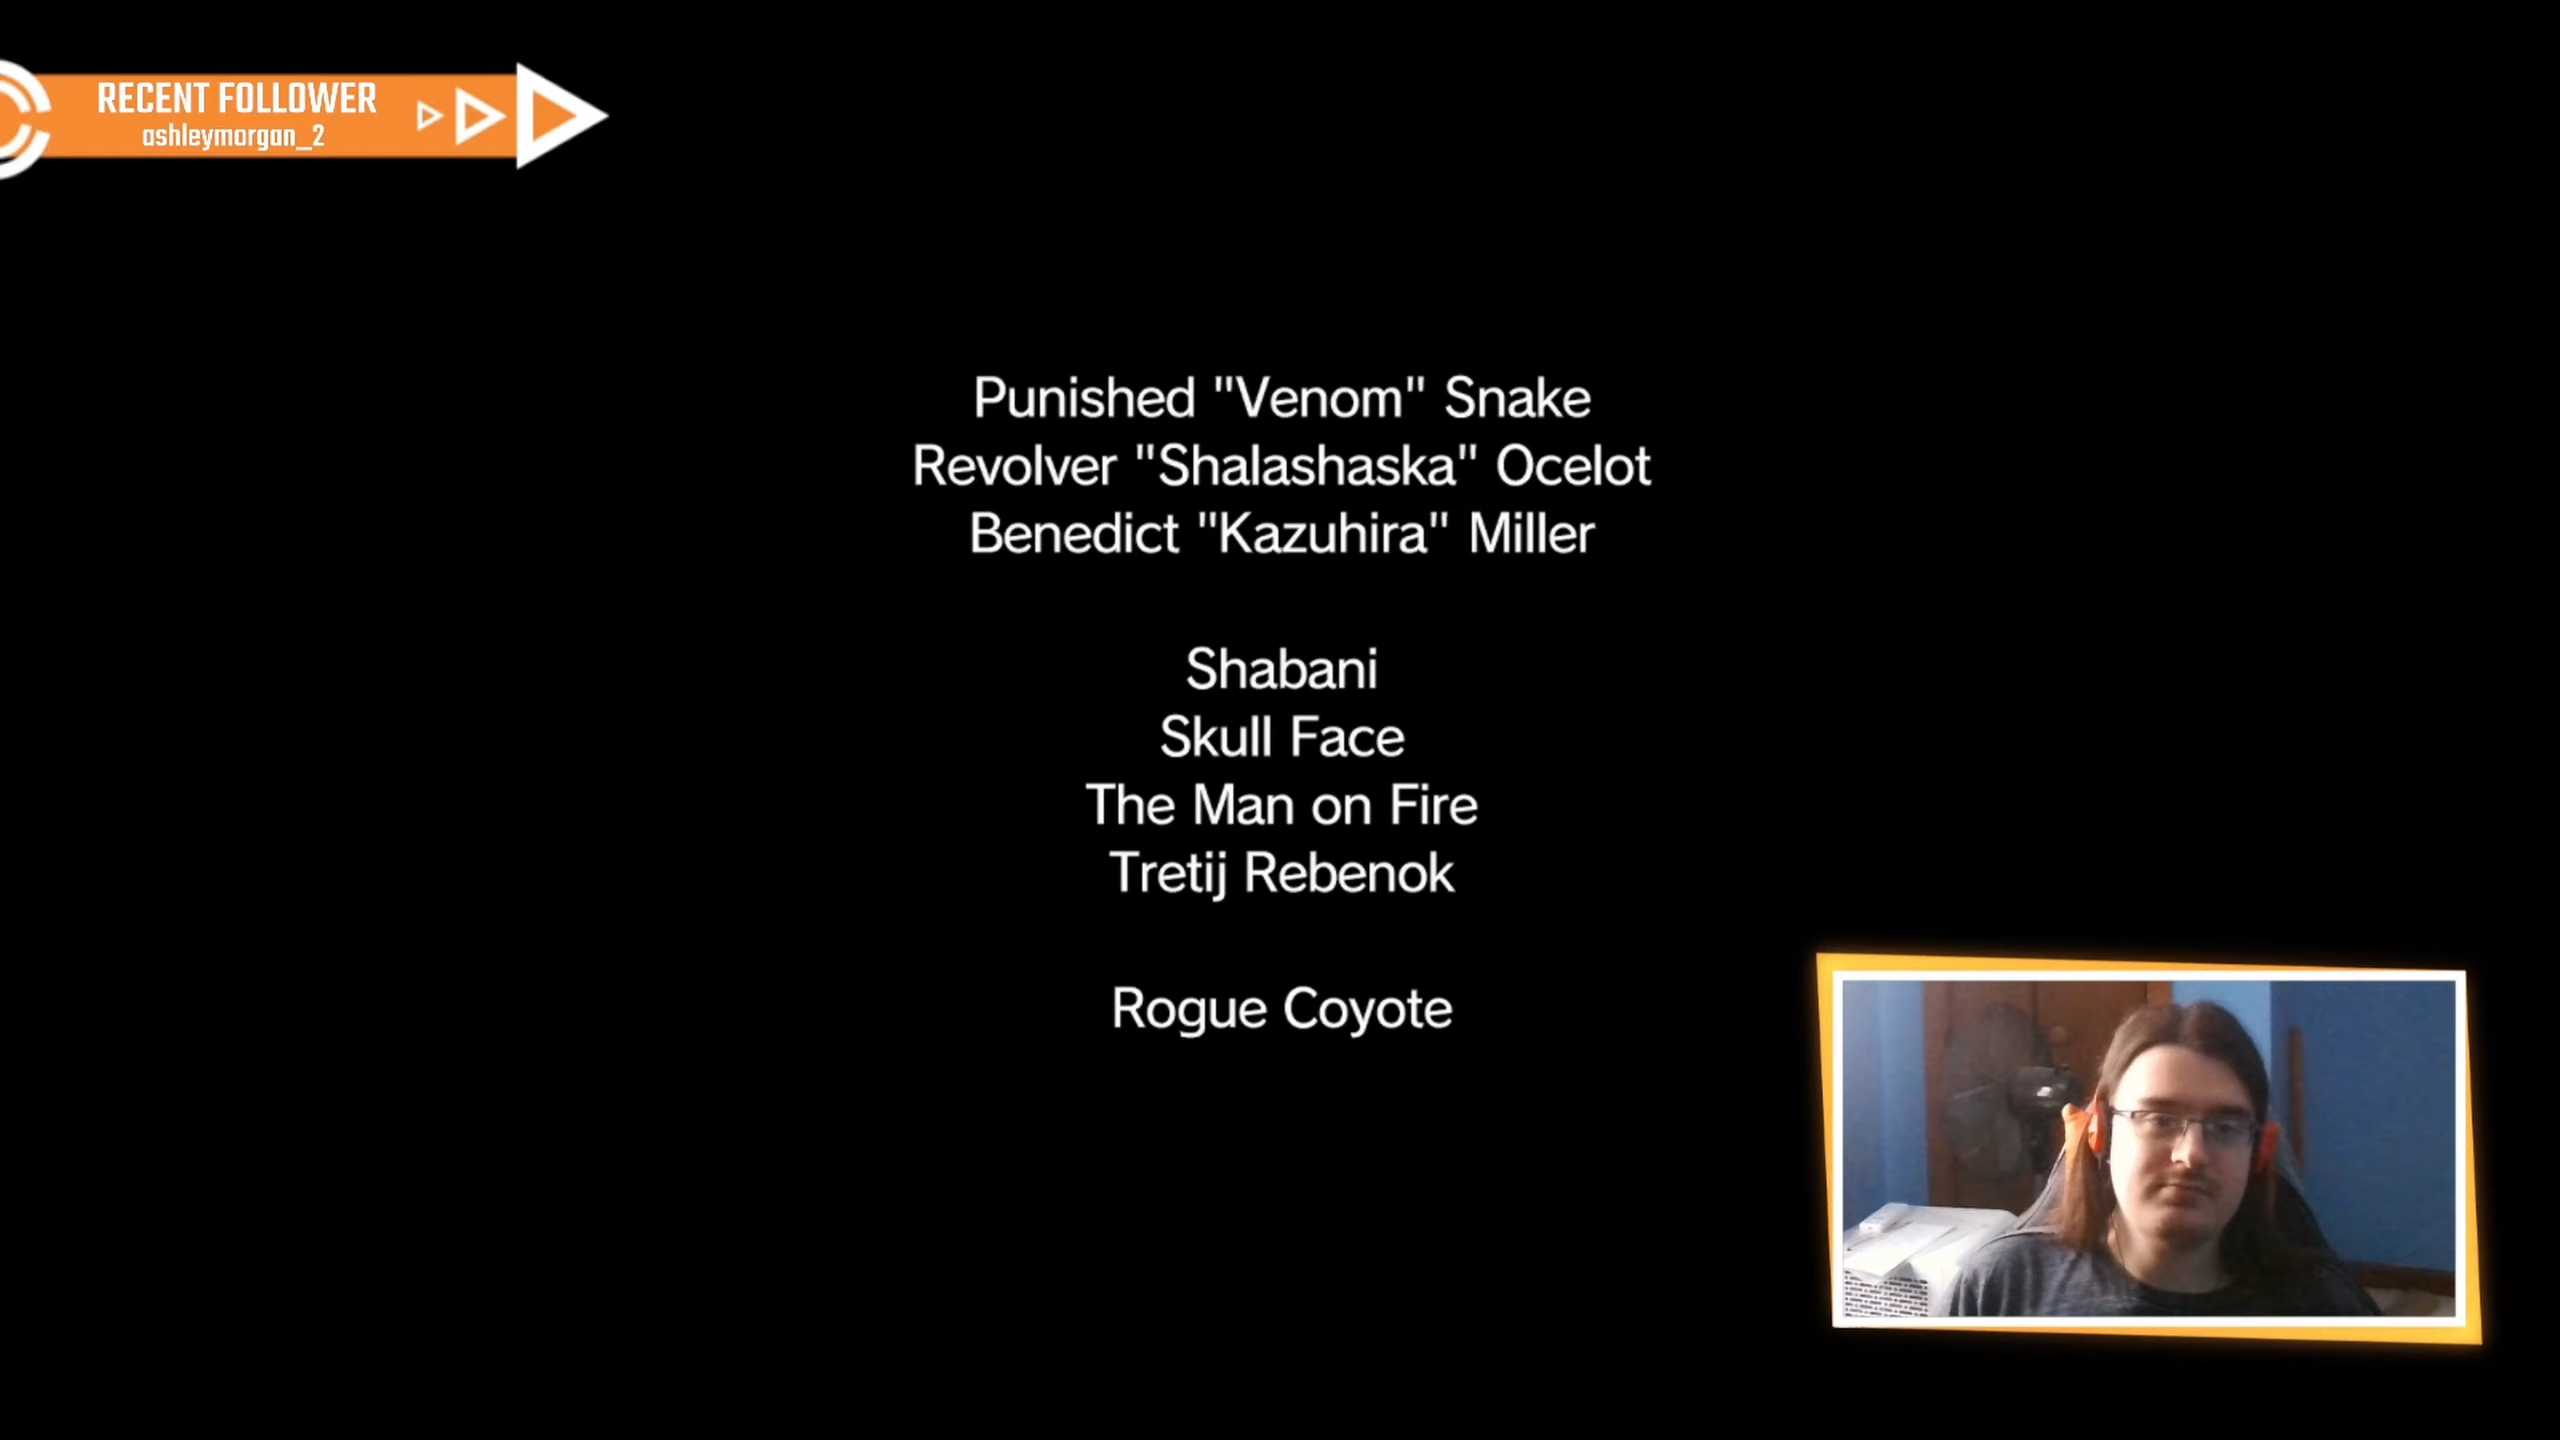 RECENT FOLLOWER
ashleymorgan_2
Punished "Venom" Snake
Revolver "Shalashaska" Ocelot
Benedict "Kazuhira" Miller
Shabani
Skull Face
The Man on Fire
Tretij Rebenok
Rogue Coyote